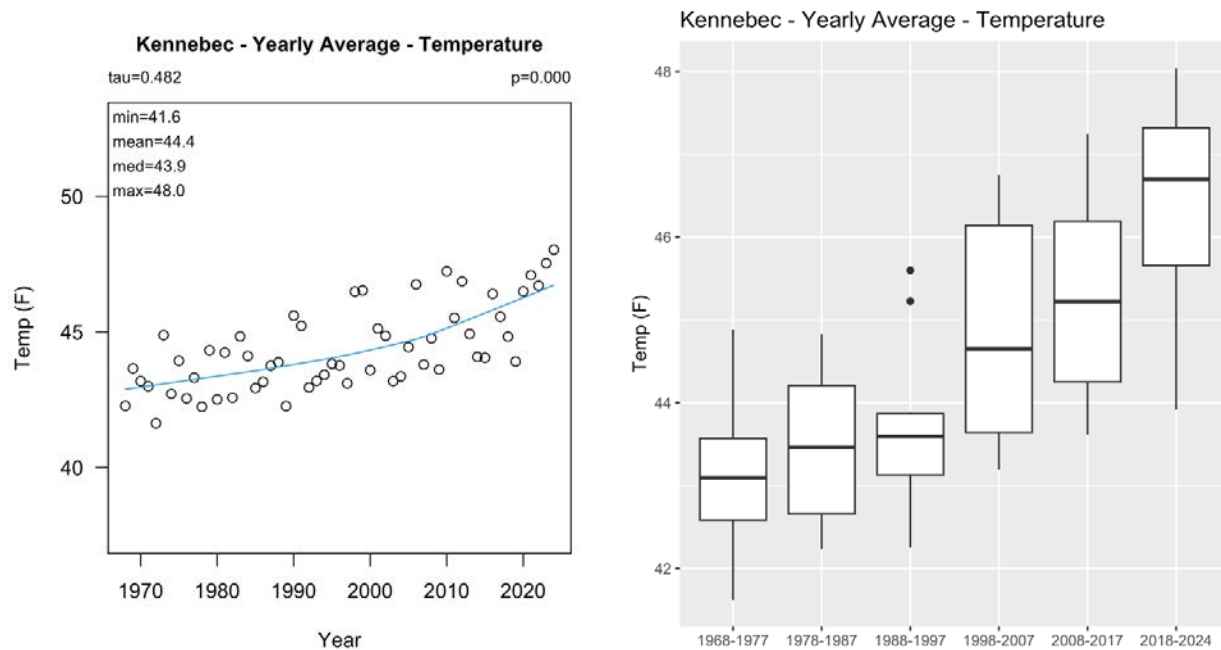 Kennebec - Yearly Average - Temperature
tau=0.482 p=0.000
min=41.6
mean=44.4
med=43.9
max=48.0
50
45
40
Temp (F)
1970 1980 1990 2000 2010 2020
Year
Kennebec - Yearly Average - Temperature
48
46
44
42
Temp (F)
1968-1977 1978-1987 1988-1997 1998-2007 2008-2017 2018-2024